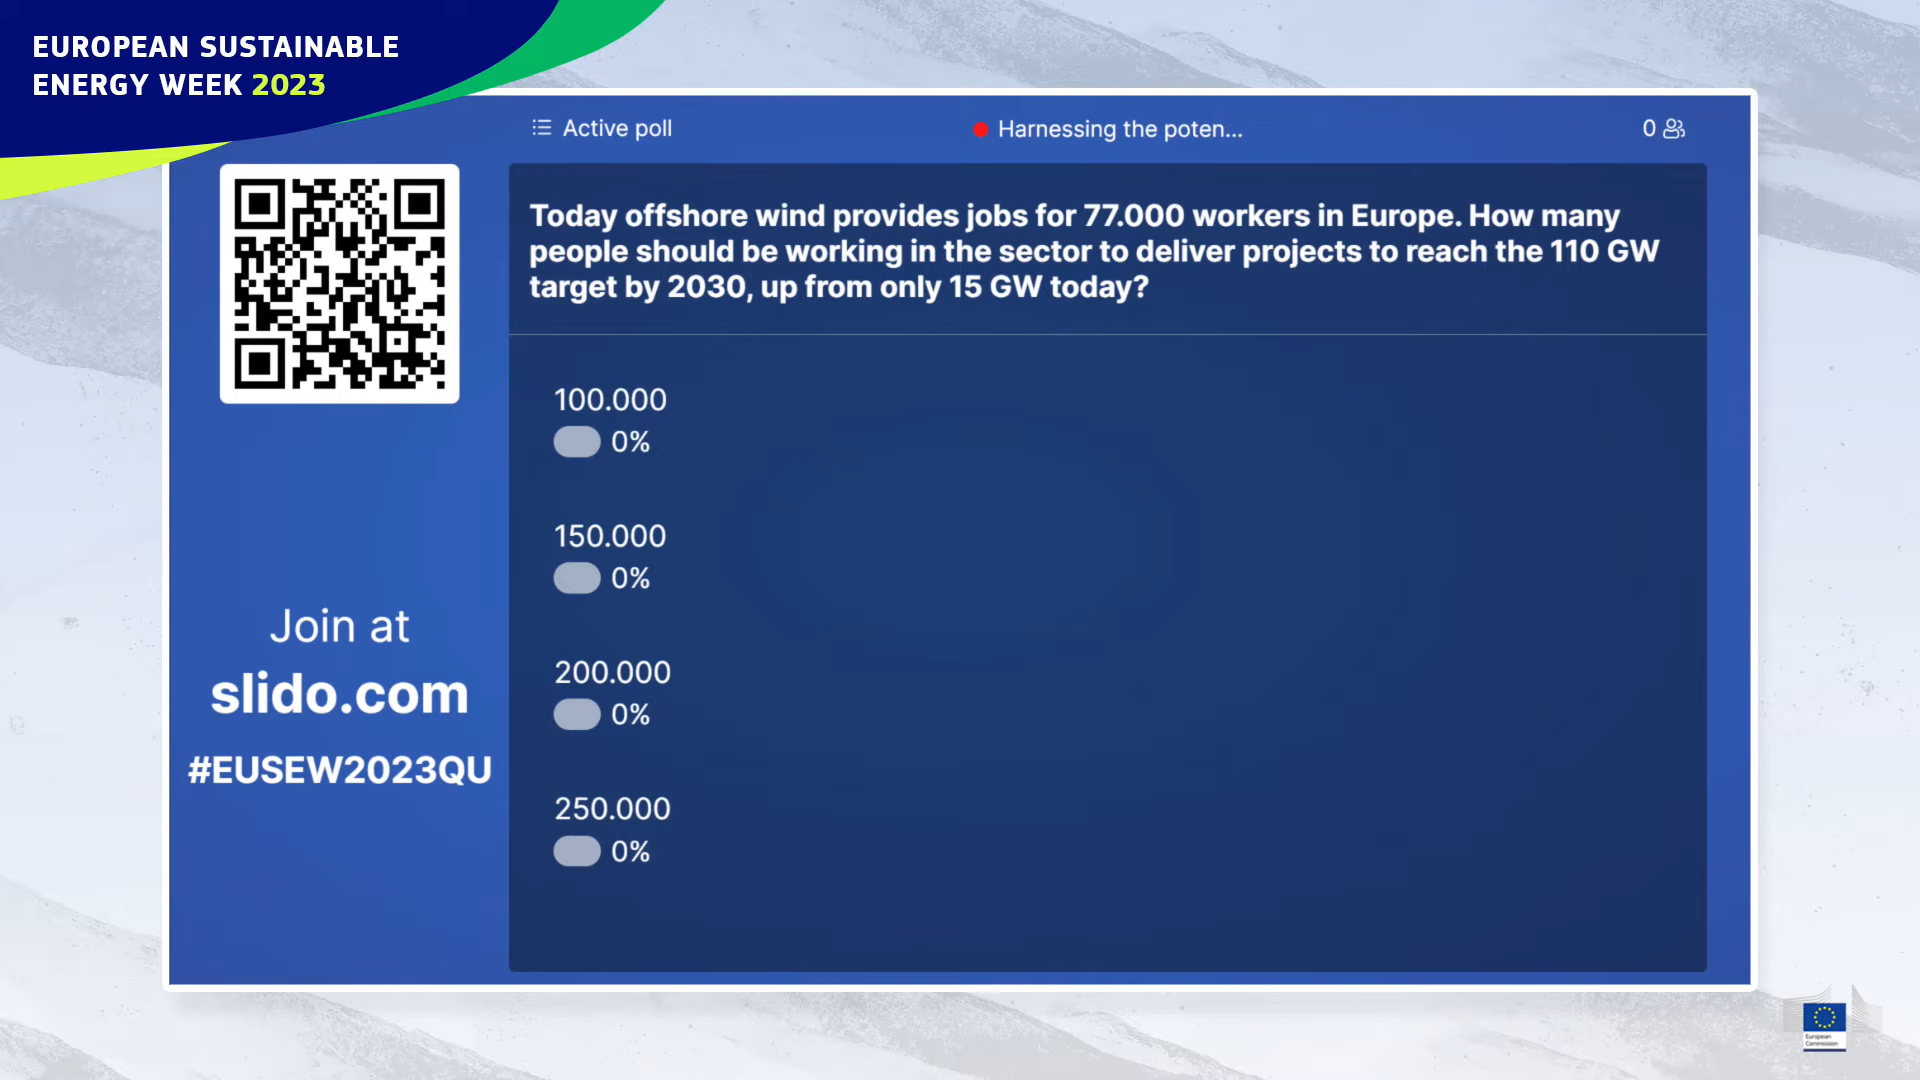 EUROPEAN SUSTAINABLE
ENERGY WEEK 2023
Active poll
Harnessing the poten...
0
Today offshore wind provides jobs for 77.000 workers in Europe. How many
people should be working in the sector to deliver projects to reach the 110 GW
target by 2030, up from only 15 GW today?
100.000
0%
150.000
0%
200.000
0%
250.000
0%
Join at
slido.com
#EUSEW2023QU
European
Commission